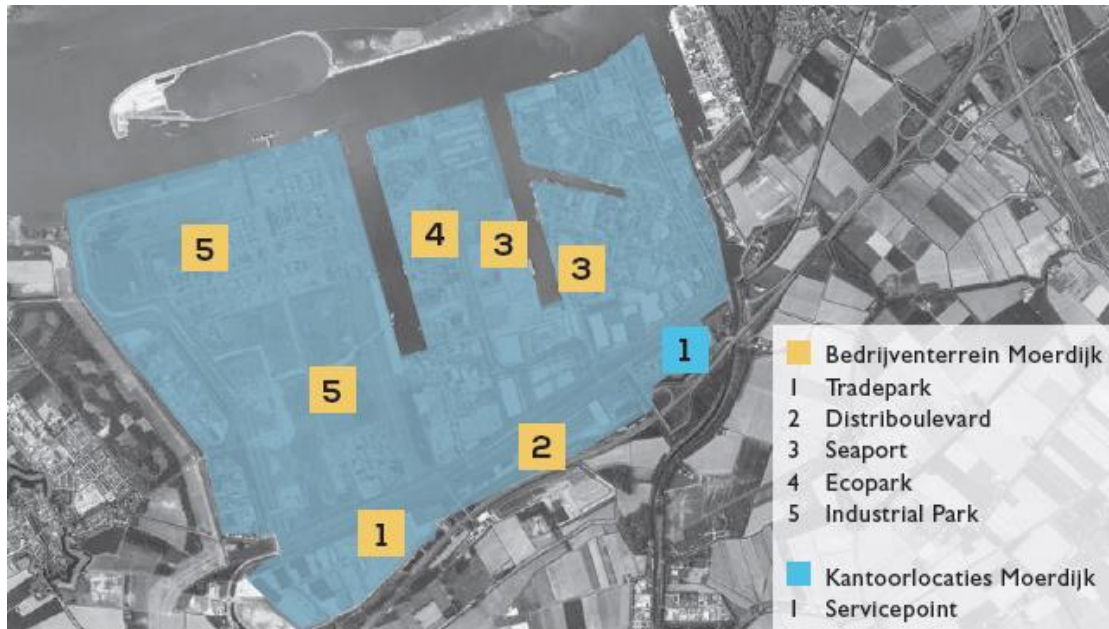 5
4
3
3
1
5
2
1
Bedrijventerrein Moerdijk
1 Tradepark
2 Distriboulevard
3 Seaport
4 Ecopark
5 Industrial Park
Kantoorlocaties Moerdijk
1 Servicepoint